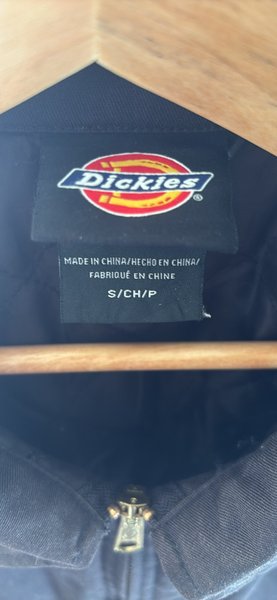 Dickies
®
MADE IN CHINA/HECHO EN CHINA/
FABRIQUÉ EN CHINE
S/CH/P